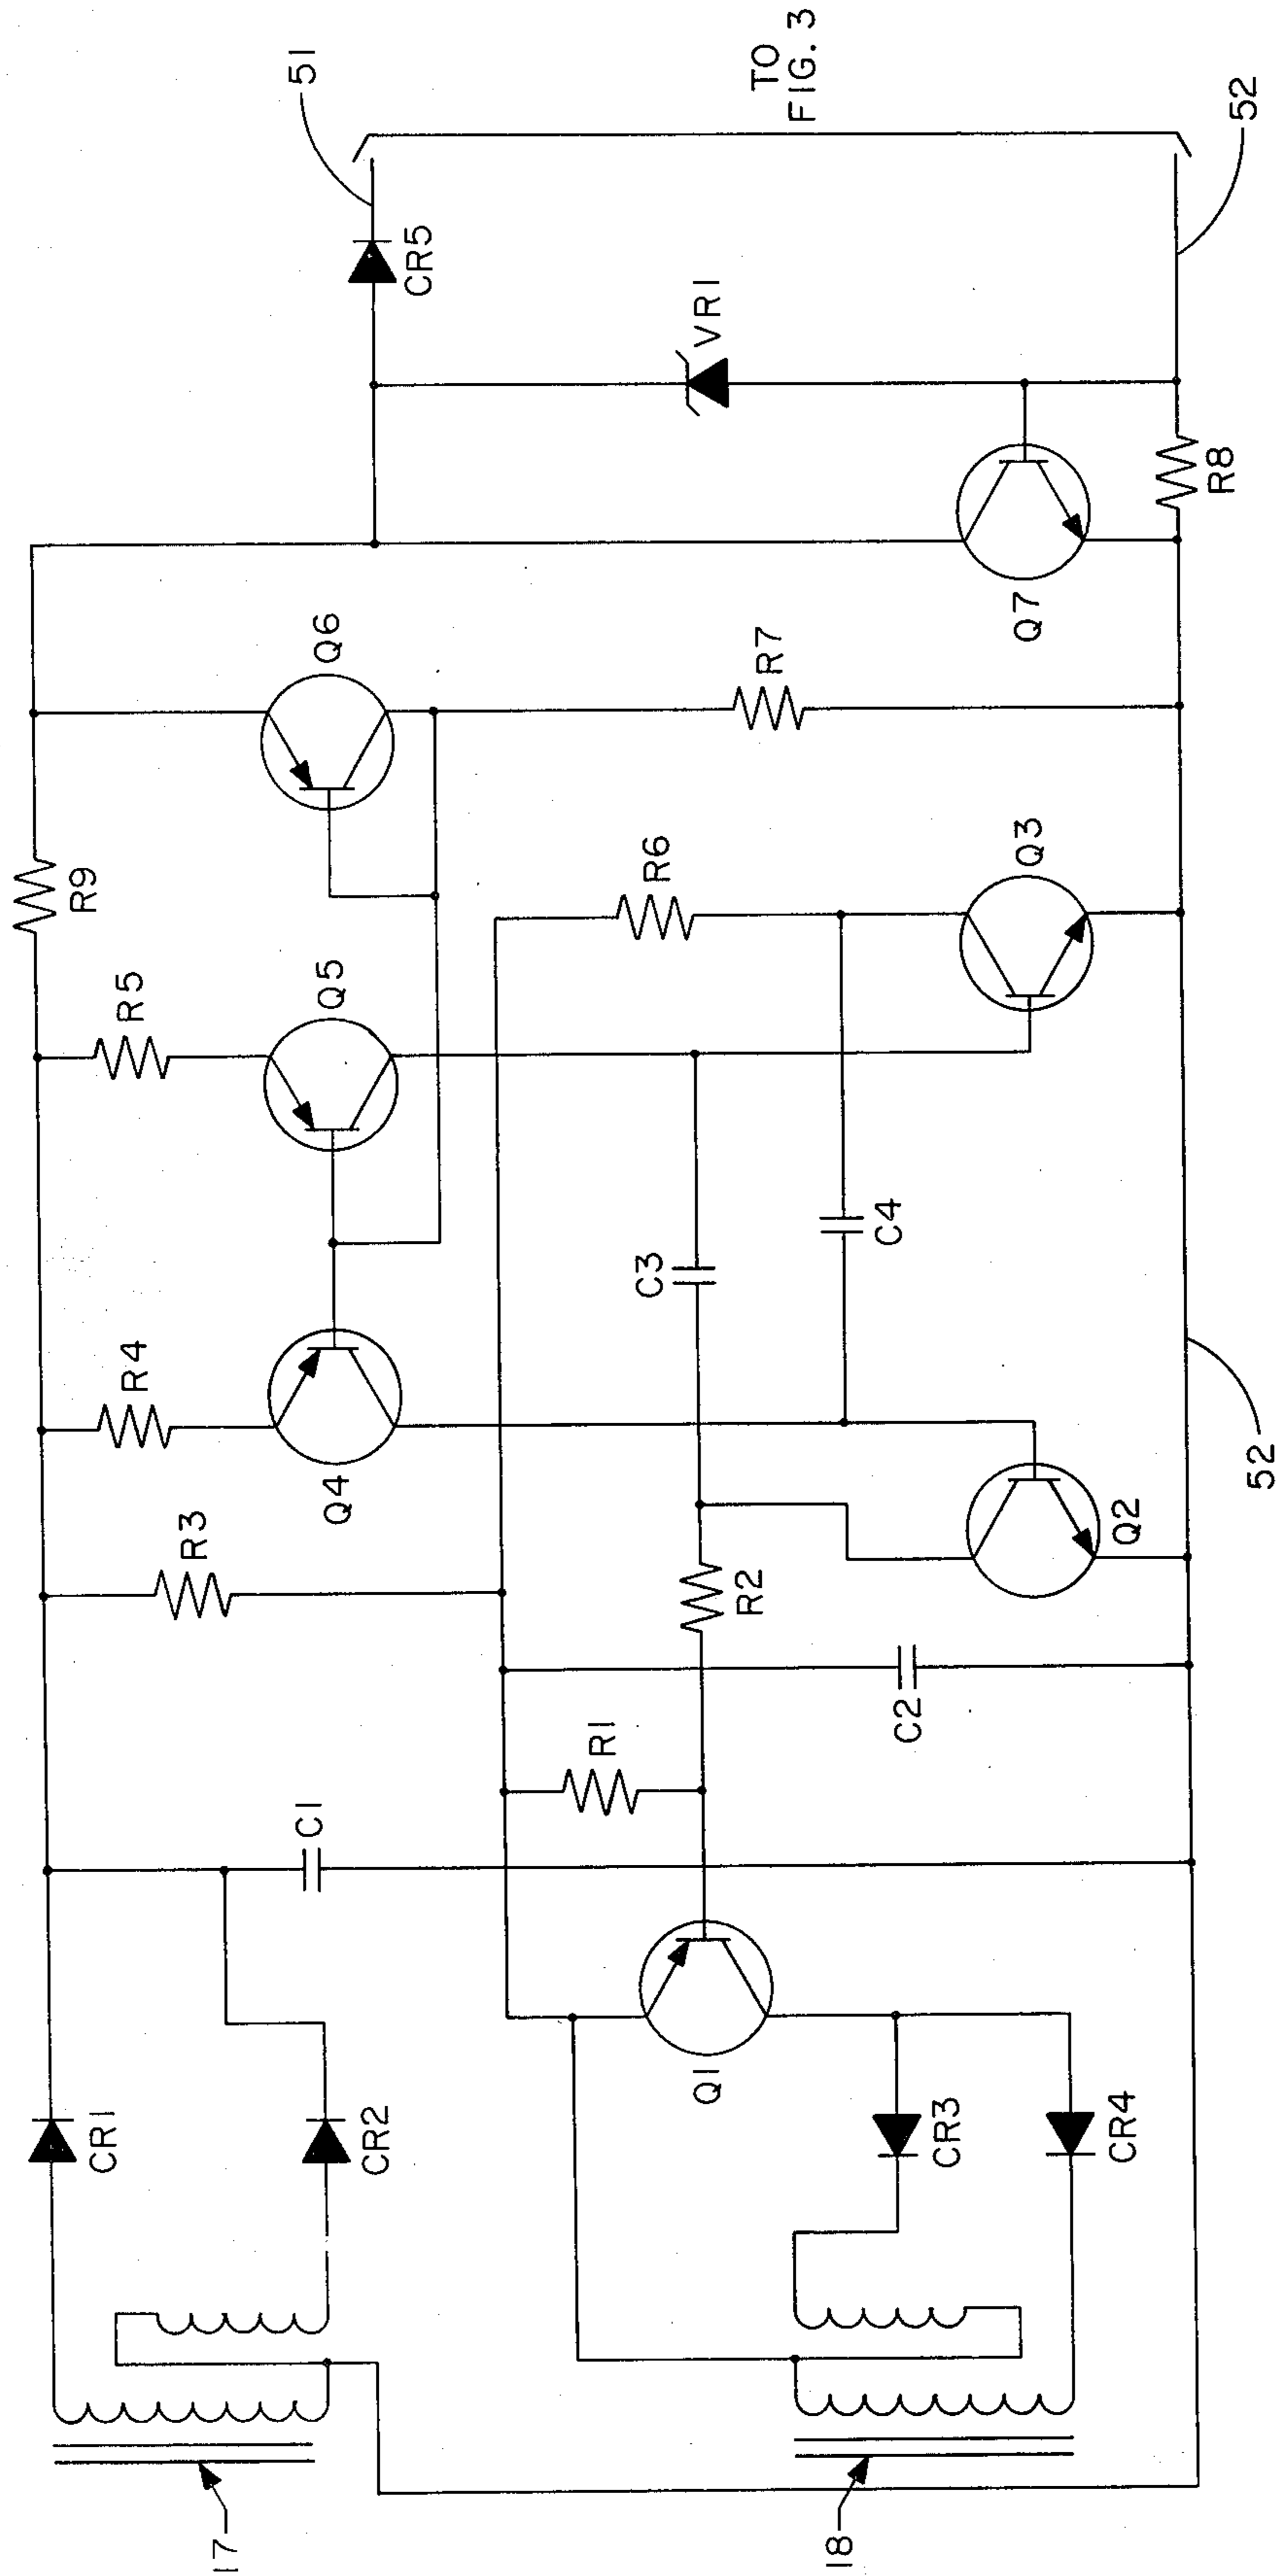 51
TO
FIG. 3
52
CR5
VR1
R8
Q7
Q6
R7
R9
R6
Q3
R5
Q5
C4
C3
R4
Q4
R3
Q2
R2
52
C2
R1
C1
Q1
CR1
CR2
CR3
CR4
17
18